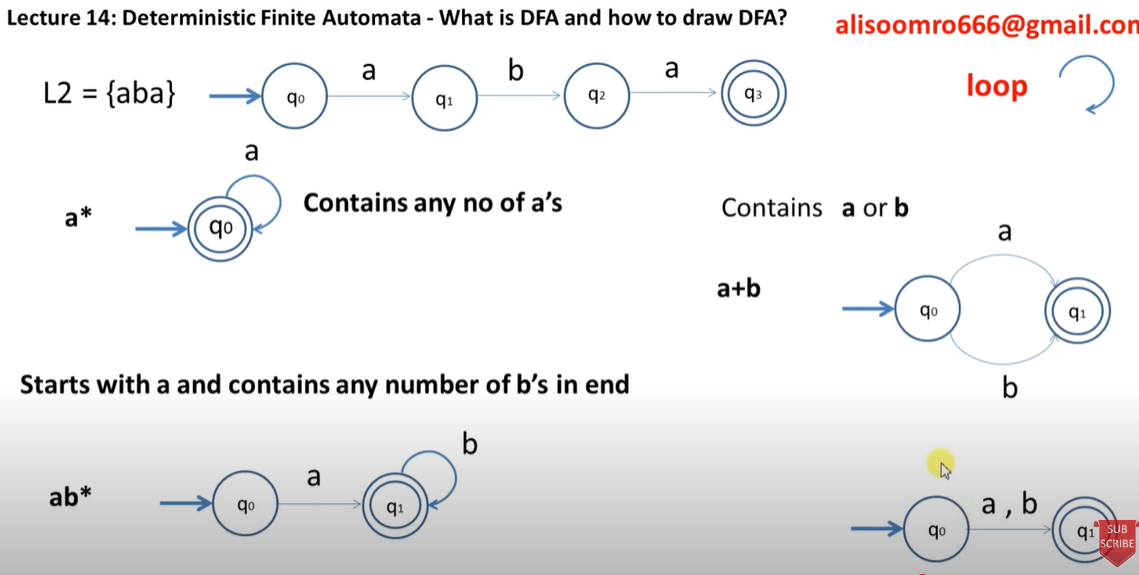 Lecture 14: Deterministic Finite Automata - What is DFA and how to draw DFA?
alisoomro666@gmail.con
L2 = {aba}
q0
a
q1
b
q2
a
q3
loop
a
a*
q0
Contains any no of a's
Contains a or b
a
a+b
q0
q1
b
Starts with a and contains any number of b's in end
ab*
q0
a
q1
b
q0
a , b
q1
SUB
SCRIBE